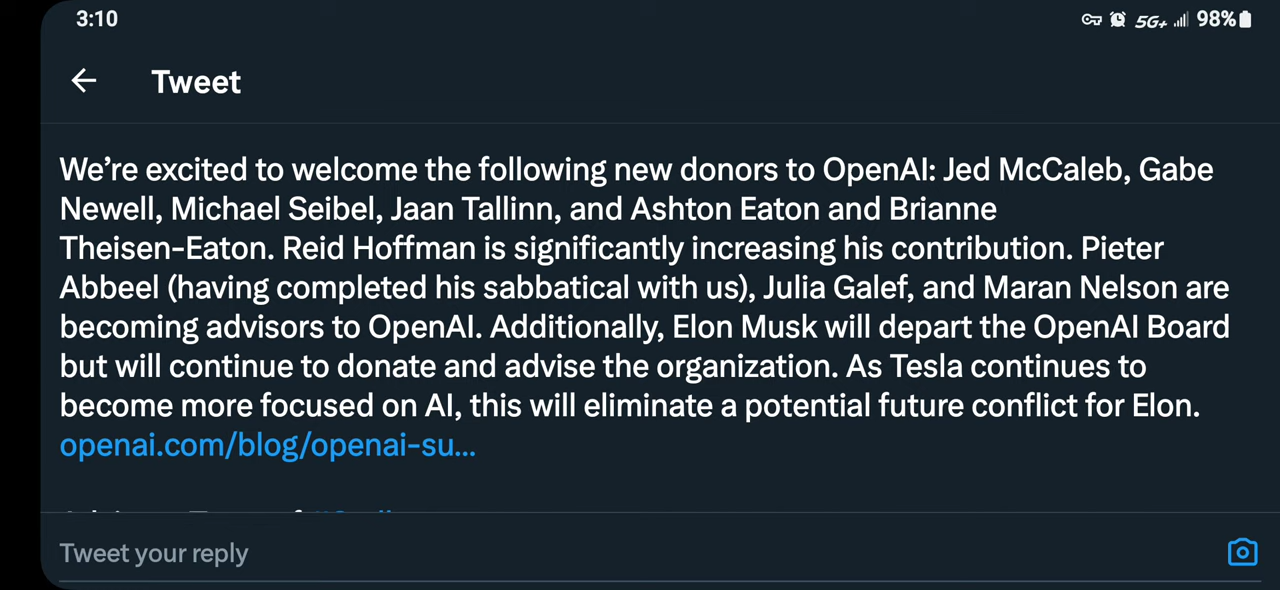 3:10
5G+ 98%
Tweet
We’re excited to welcome the following new donors to OpenAI: Jed McCaleb, Gabe
Newell, Michael Seibel, Jaan Tallinn, and Ashton Eaton and Brianne
Theisen-Eaton. Reid Hoffman is significantly increasing his contribution. Pieter
Abbeel (having completed his sabbatical with us), Julia Galef, and Maran Nelson are
becoming advisors to OpenAI. Additionally, Elon Musk will depart the OpenAI Board
but will continue to donate and advise the organization. As Tesla continues to
become more focused on AI, this will eliminate a potential future conflict for Elon.
openai.com/blog/openai-su...
Tweet your reply